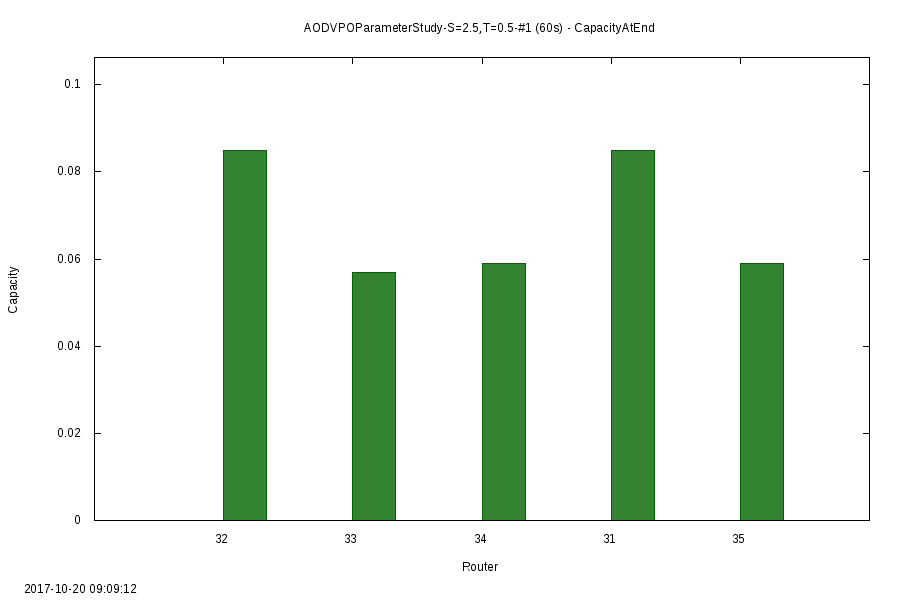 AODVPOParameterStudy-S=2.5,T=0.5-#1 (60s) - CapacityAtEnd
0.1
0.08
0.06
0.04
0.02
0
Capacity
32 33 34 31 35
Router
2017-10-20 09:09:12